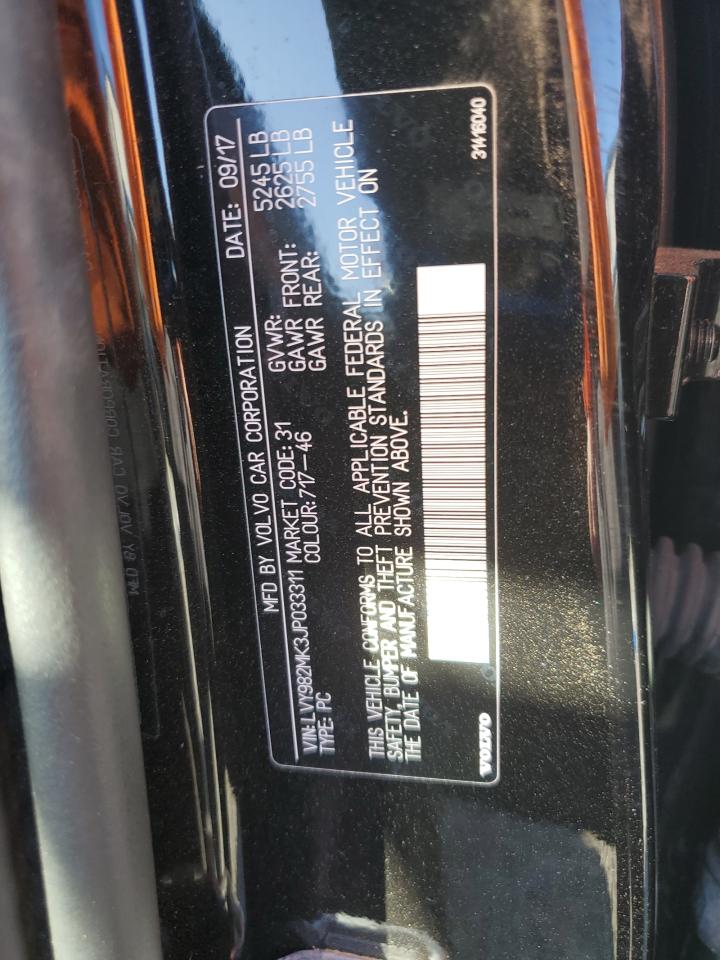 MFD BY VOLVO CAR CORPORATION DATE: 09/17
VIN: LVY982MK3JP033311 MARKET CODE: 31 GVWR: 5245 LB
TYPE: PC COLOUR: 717-46 GAWR FRONT: 2625 LB
GAWR REAR: 2755 LB
THIS VEHICLE CONFORMS TO ALL APPLICABLE FEDERAL MOTOR VEHICLE
SAFETY, BUMPER AND THEFT PREVENTION STANDARDS IN EFFECT ON
THE DATE OF MANUFACTURE SHOWN ABOVE.
VOLVO 31416040